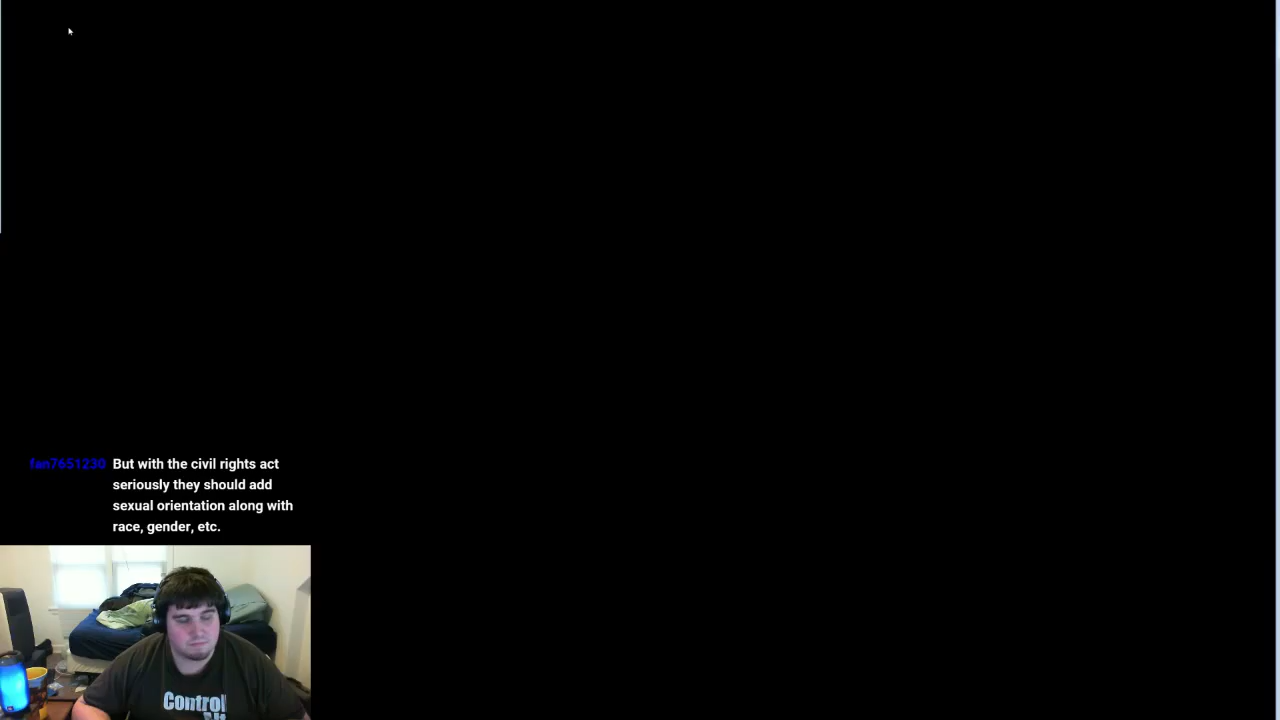 fan7651230 But with the civil rights act
seriously they should add
sexual orientation along with
race, gender, etc.
Control
Alt